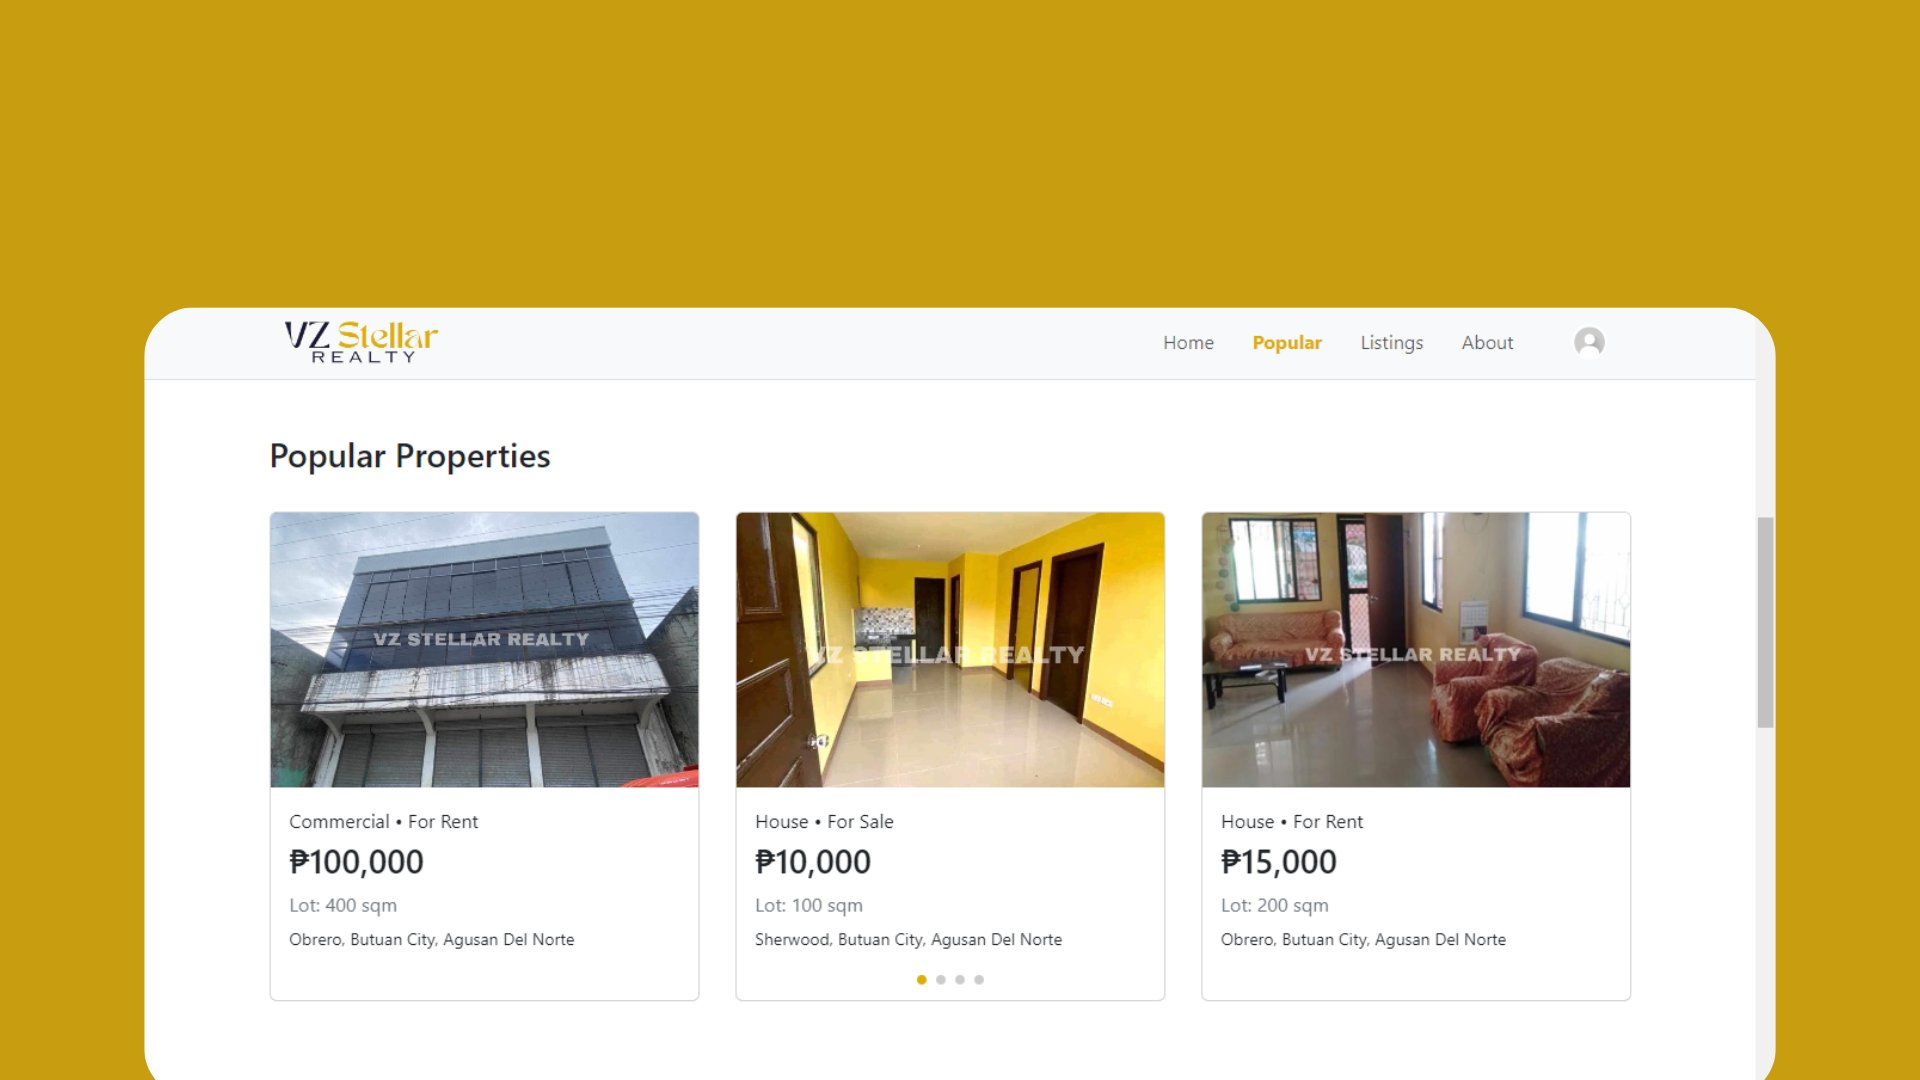 VZ Stellar
REALTY
Home Popular Listings About
Popular Properties
VZ STELLAR REALTY
VZ STELLAR REALTY
VZ STELLAR REALTY
Commercial • For Rent
₱100,000
Lot: 400 sqm
Obrero, Butuan City, Agusan Del Norte
House • For Sale
₱10,000
Lot: 100 sqm
Sherwood, Butuan City, Agusan Del Norte
House • For Rent
₱15,000
Lot: 200 sqm
Obrero, Butuan City, Agusan Del Norte